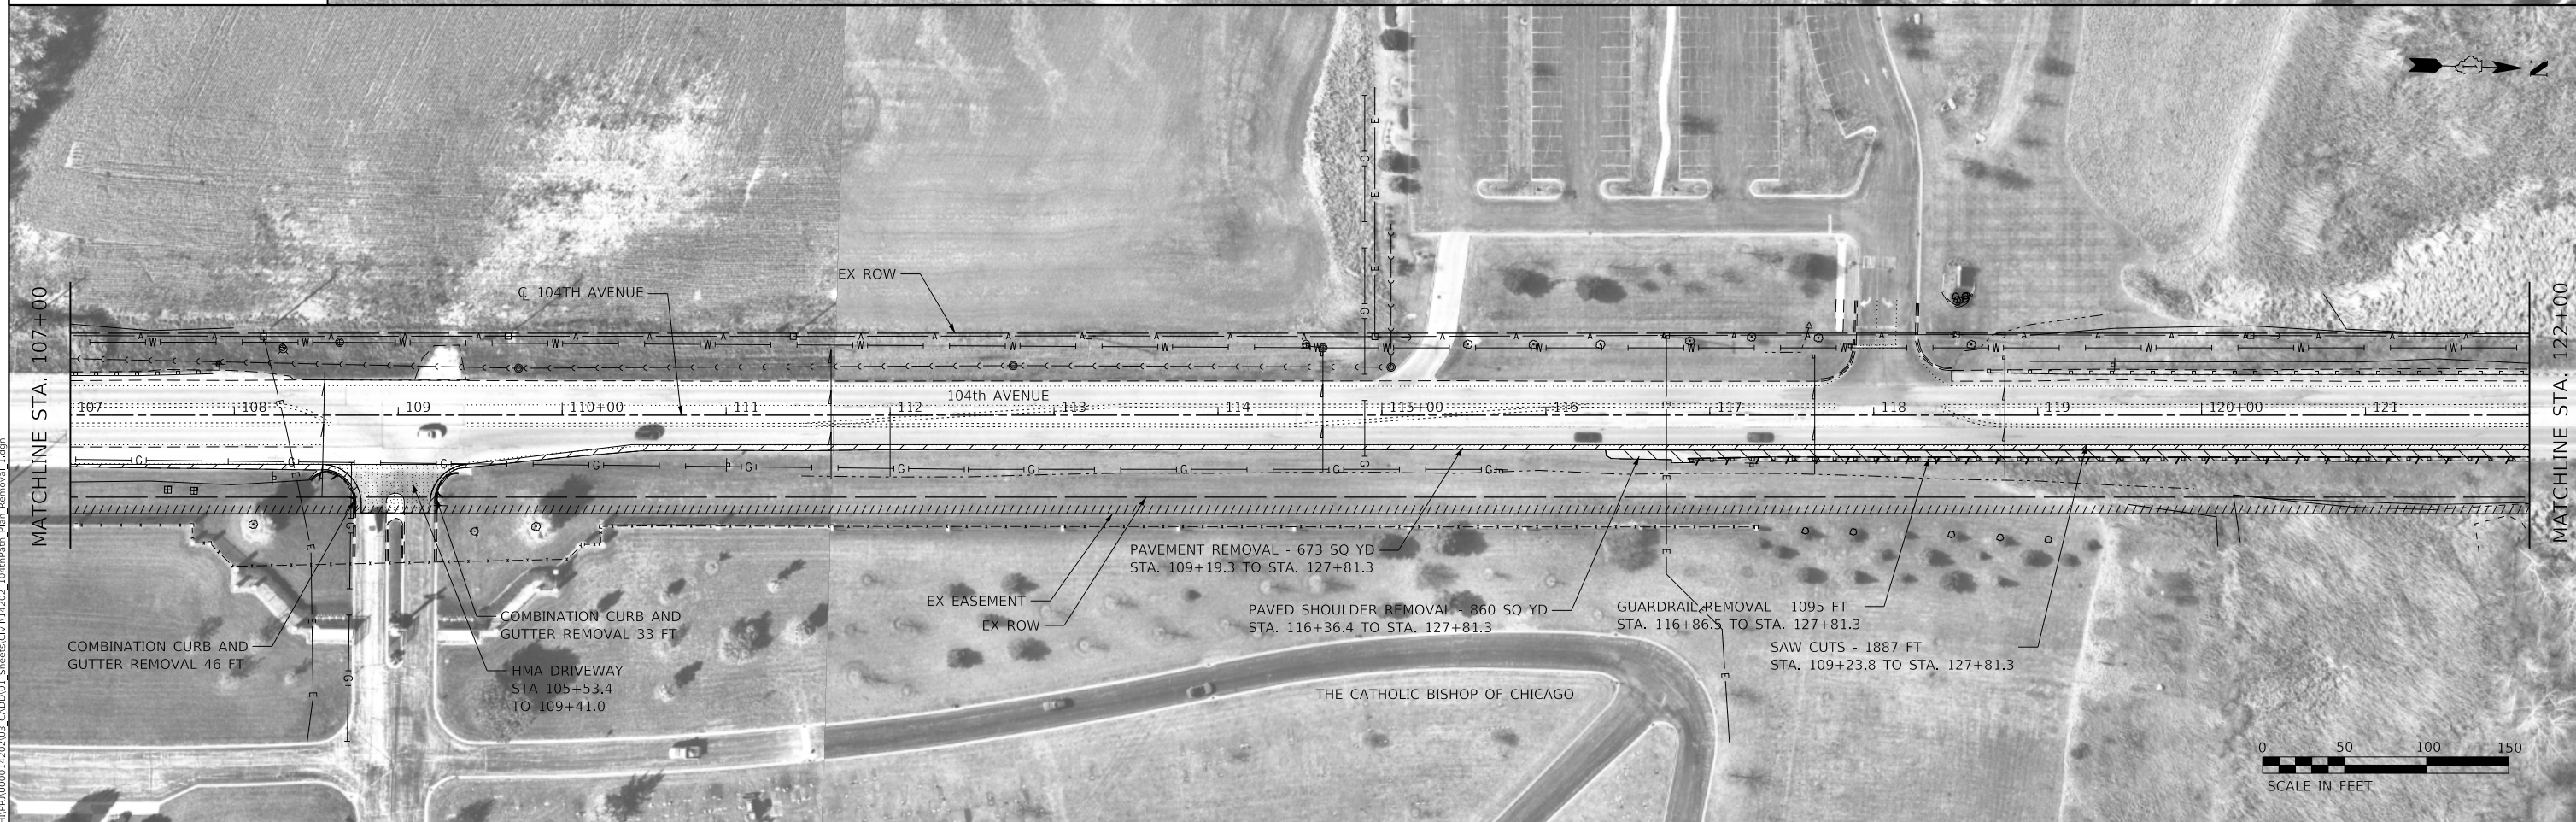 MATCHLINE STA. 107+00
EX ROW
℄ 104TH AVENUE
104th AVENUE
107 108 109 110+00 111 112 113 114 115+00 116 117 118 119 120+00 121
MATCHLINE STA. 122+00
N
PAVEMENT REMOVAL - 673 SQ YD
STA. 109+19.3 TO STA. 127+81.3
EX EASEMENT
EX ROW
PAVED SHOULDER REMOVAL - 860 SQ YD
STA. 116+36.4 TO STA. 127+81.3
GUARDRAIL REMOVAL - 1095 FT
STA. 116+86.5 TO STA. 127+81.3
SAW CUTS - 1887 FT
STA. 109+23.8 TO STA. 127+81.3
COMBINATION CURB AND
GUTTER REMOVAL 33 FT
COMBINATION CURB AND
GUTTER REMOVAL 46 FT
HMA DRIVEWAY
STA 105+53.4
TO 109+41.0
THE CATHOLIC BISHOP OF CHICAGO
0 50 100 150
SCALE IN FEET